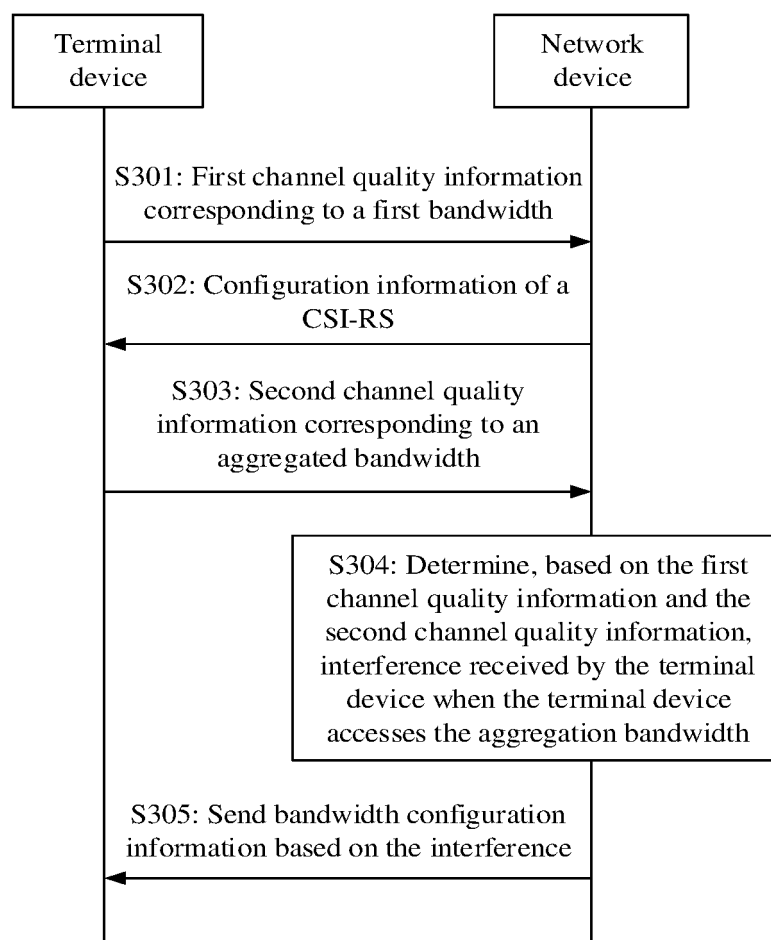 Terminal
device
Network
device
S301: First channel quality information
corresponding to a first bandwidth
S302: Configuration information of a
CSI-RS
S303: Second channel quality
information corresponding to an
aggregated bandwidth
S304: Determine, based on the first
channel quality information and the
second channel quality information,
interference received by the terminal
device when the terminal device
accesses the aggregation bandwidth
S305: Send bandwidth configuration
information based on the interference